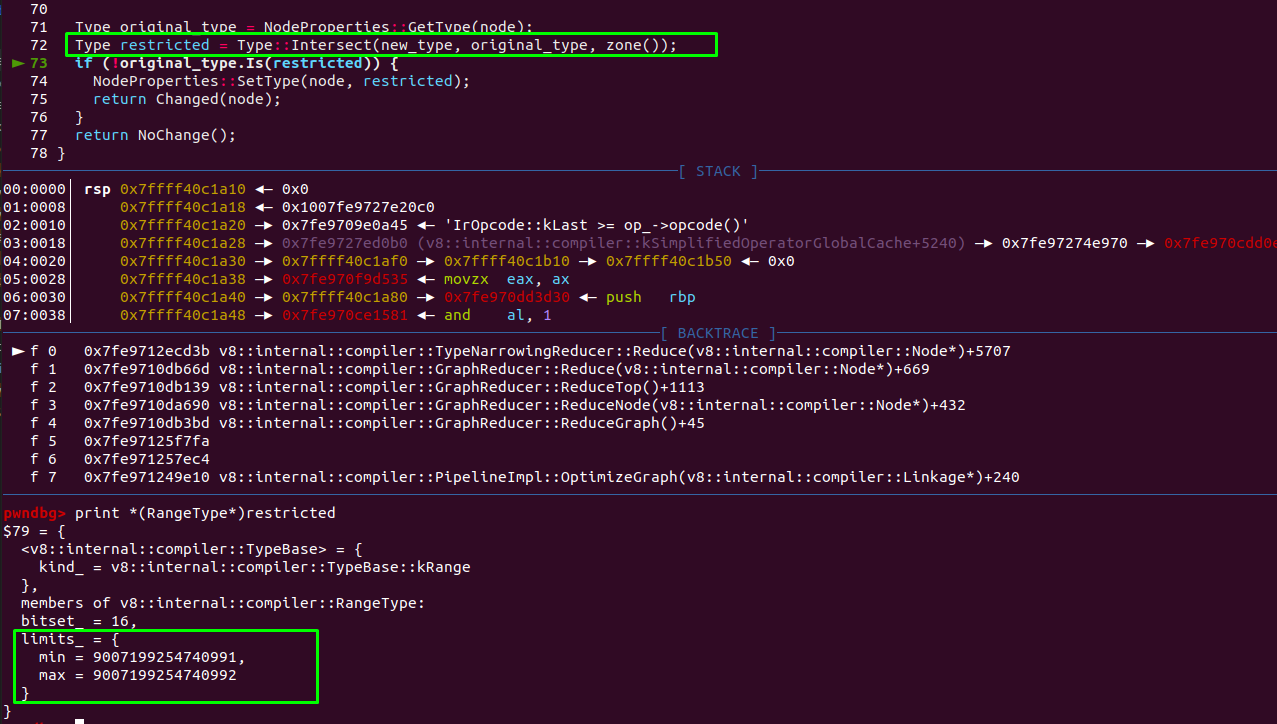 70
71 Type original_type = NodeProperties::GetType(node);
72 Type restricted = Type::Intersect(new_type, original_type, zone());
► 73 if (!original_type.Is(restricted)) {
74 NodeProperties::SetType(node, restricted);
75 return Changed(node);
76 }
77 return NoChange();
78 }
[ STACK ]
00:0000│ rsp 0x7ffff40c1a10 ◂— 0x0
01:0008│ 0x7ffff40c1a18 ◂— 0x1007fe9727e20c0
02:0010│ 0x7ffff40c1a20 —▸ 0x7fe9709e0a45 ◂— 'IrOpcode::kLast >= op_->opcode()'
03:0018│ 0x7ffff40c1a28 —▸ 0x7fe9727ed0b0 (v8::internal::compiler::kSimplifiedOperatorGlobalCache+5240) —▸ 0x7fe97274e970 —▸
04:0020│ 0x7ffff40c1a30 —▸ 0x7ffff40c1af0 —▸ 0x7ffff40c1b10 —▸ 0x7ffff40c1b50 ◂— 0x0
05:0028│ 0x7ffff40c1a38 —▸ 0x7fe970f9d535 ◂— movzx eax, ax
06:0030│ 0x7ffff40c1a40 —▸ 0x7ffff40c1a80 —▸ 0x7fe970dd3d30 ◂— push rbp
07:0038│ 0x7ffff40c1a48 —▸ 0x7fe970ce1581 ◂— and al, 1
[ BACKTRACE ]
► f 0 0x7fe9712ecd3b v8::internal::compiler::TypeNarrowingReducer::Reduce(v8::internal::compiler::Node*)+5707
f 1 0x7fe9710db66d v8::internal::compiler::GraphReducer::Reduce(v8::internal::compiler::Node*)+669
f 2 0x7fe9710db139 v8::internal::compiler::GraphReducer::ReduceTop()+1113
f 3 0x7fe9710da690 v8::internal::compiler::GraphReducer::ReduceNode(v8::internal::compiler::Node*)+432
f 4 0x7fe9710db3bd v8::internal::compiler::GraphReducer::ReduceGraph()+45
f 5 0x7fe97125f7fa
f 6 0x7fe971257ec4
f 7 0x7fe971249e10 v8::internal::compiler::PipelineImpl::OptimizeGraph(v8::internal::compiler::Linkage*)+240
pwndbg> print *(RangeType*)restricted
$79 = {
<v8::internal::compiler::TypeBase> = {
kind_ = v8::internal::compiler::TypeBase::kRange
},
members of v8::internal::compiler::RangeType:
bitset_ = 16,
limits_ = {
min = 9007199254740991,
max = 9007199254740992
}
}